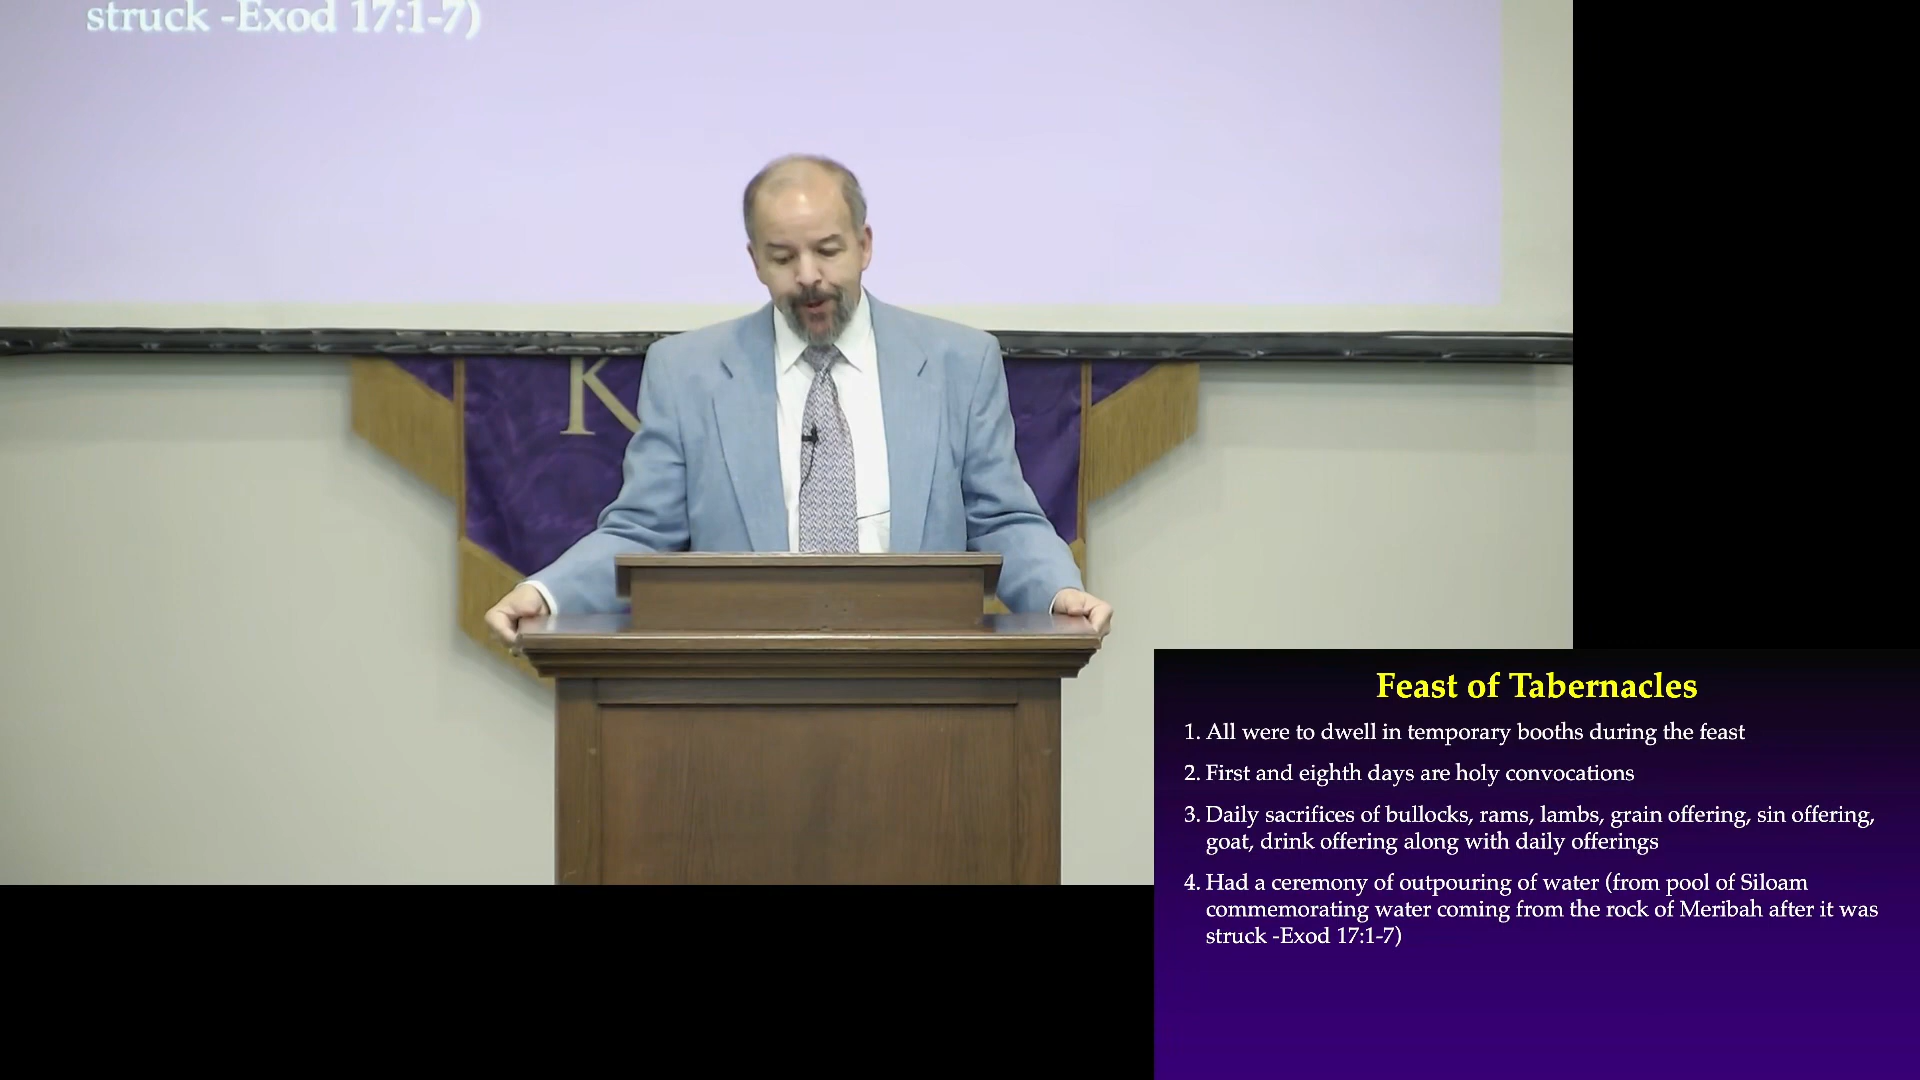 struck -Exod 17:1-7)
K
Feast of Tabernacles
1. All were to dwell in temporary booths during the feast
2. First and eighth days are holy convocations
3. Daily sacrifices of bullocks, rams, lambs, grain offering, sin offering,
goat, drink offering along with daily offerings
4. Had a ceremony of outpouring of water (from pool of Siloam
commemorating water coming from the rock of Meribah after it was
struck -Exod 17:1-7)